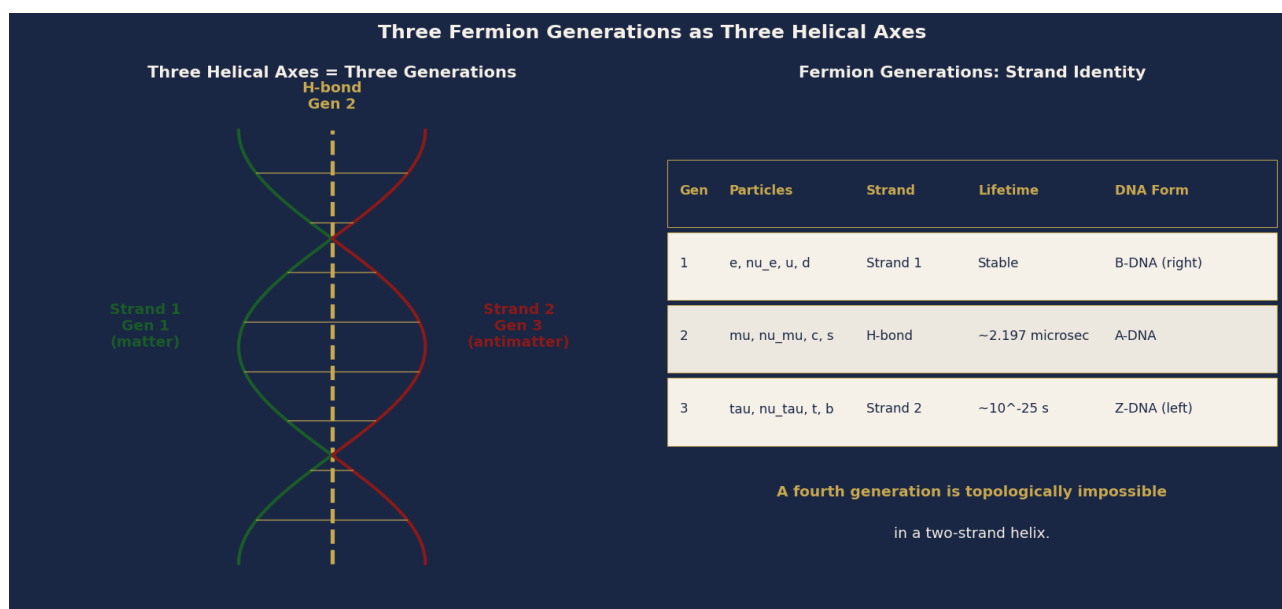 Three Fermion Generations as Three Helical Axes
Three Helical Axes = Three Generations
H-bond
Gen 2
Strand 1
Gen 1
(matter)
Strand 2
Gen 3
(antimatter)
Fermion Generations: Strand Identity
Gen Particles Strand Lifetime DNA Form
1 e, nu_e, u, d Strand 1 Stable B-DNA (right)
2 mu, nu_mu, c, s H-bond ~2.197 microsec A-DNA
3 tau, nu_tau, t, b Strand 2 ~10^-25 s Z-DNA (left)
A fourth generation is topologically impossible
in a two-strand helix.